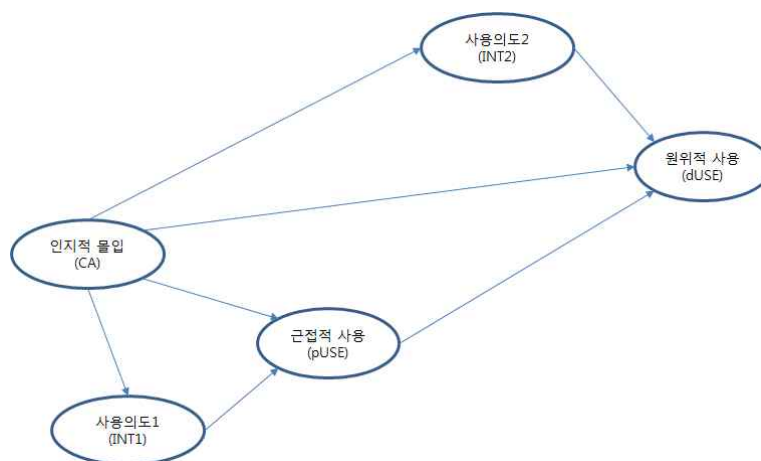 사용의도2
(INT2)
원위적 사용
(dUSE)
인지적 몰입
(CA)
근접적 사용
(pUSE)
사용의도1
(INT1)